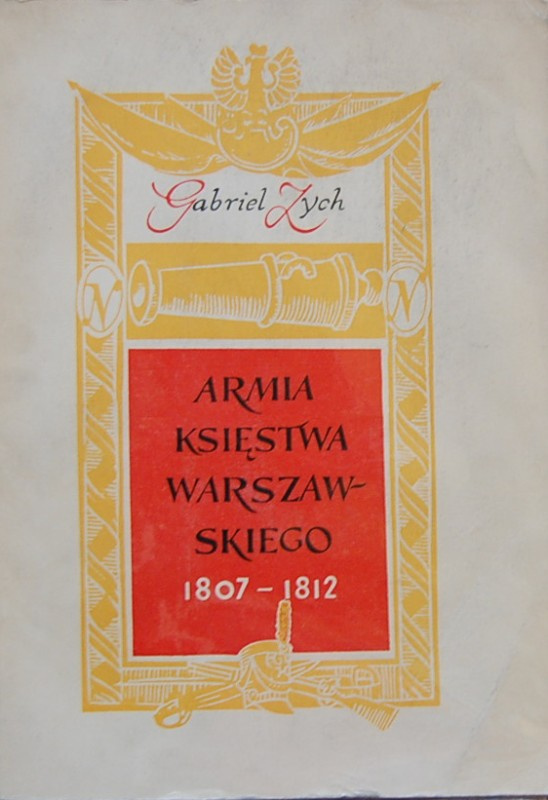 Gabriel Zych
N N
ARMIA
KSIĘSTWA
WARSZAW-
SKIEGO
1807 – 1812